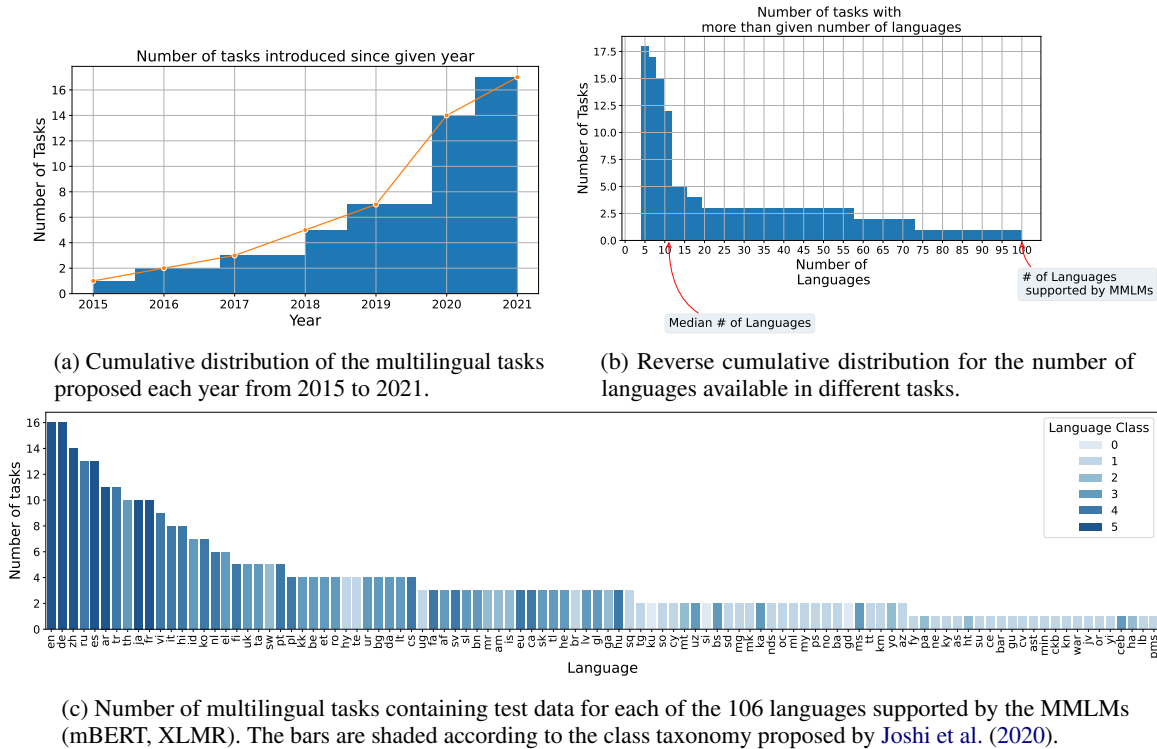 Number of tasks introduced since given year
16
14
12
10
8
6
4
2
0
Number of Tasks
2015 2016 2017 2018 2019 2020 2021
Year
(a) Cumulative distribution of the multilingual tasks
proposed each year from 2015 to 2021.
Number of tasks with
more than given number of languages
17.5
15.0
12.5
10.0
7.5
5.0
2.5
0.0
Number of Tasks
0 5 10 15 20 25 30 35 40 45 50 55 60 65 70 75 80 85 90 95 100
Number of
Languages
Median # of Languages
# of Languages
supported by MMLMs
(b) Reverse cumulative distribution for the number of
languages available in different tasks.
16
14
12
10
8
6
4
2
0
Number of tasks
Language Class
0
1
2
3
4
5
en de zh ru es ar tr th ja fr vi it hi id ko nl el fi uk ta sw pt pl kk be et ro hy te ur bg da lt cs ug fa af sv sl bn mr am is eu ca sk tl he br lv gl ga hu sq tg ku so cy mt uz si bs sd mg mk ka nds oc ml my ps no ba gd ms tt km yo az fy pa ne ky as ht su ce bar gu cv ast min ckb kn war jv or yi ceb ha lb pms
Language
(c) Number of multilingual tasks containing test data for each of the 106 languages supported by the MMLMs
(mBERT, XLMR). The bars are shaded according to the class taxonomy proposed by Joshi et al. (2020).